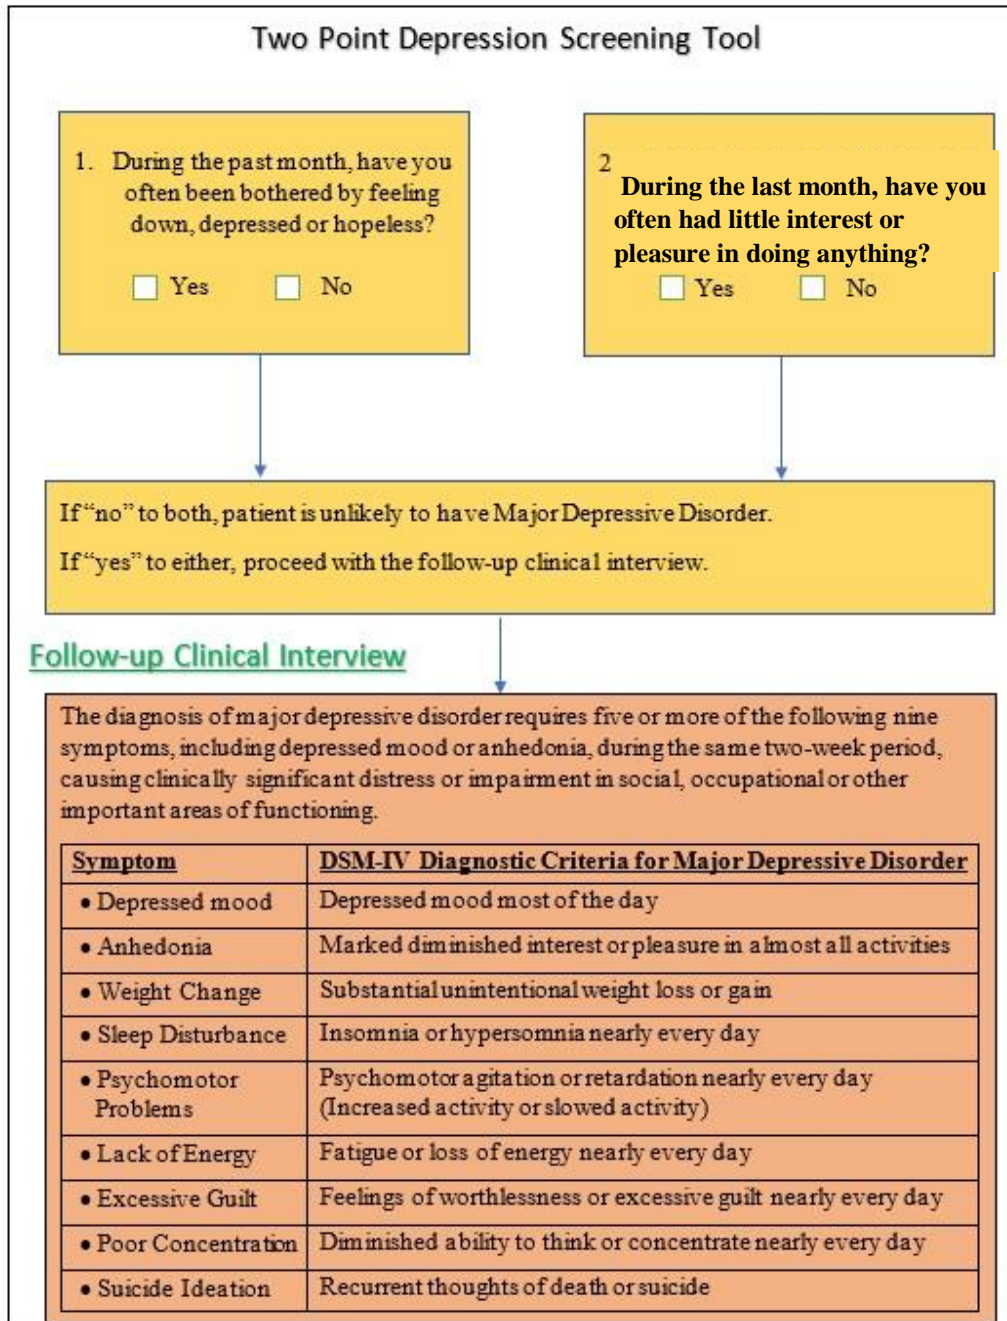 Two Point Depression Screening Tool
1. During the past month, have you
often been bothered by feeling
down, depressed or hopeless?
Yes No
2
During the last month, have you
often had little interest or
pleasure in doing anything?
Yes No
If “no” to both, patient is unlikely to have Major Depressive Disorder.
If “yes” to either, proceed with the follow-up clinical interview.
Follow-up Clinical Interview
The diagnosis of major depressive disorder requires five or more of the following nine
symptoms, including depressed mood or anhedonia, during the same two-week period,
causing clinically significant distress or impairment in social, occupational or other
important areas of functioning.
Symptom DSM-IV Diagnostic Criteria for Major Depressive Disorder
• Depressed mood Depressed mood most of the day
• Anhedonia Marked diminished interest or pleasure in almost all activities
• Weight Change Substantial unintentional weight loss or gain
• Sleep Disturbance Insomnia or hypersomnia nearly every day
• Psychomotor Psychomotor agitation or retardation nearly every day
Problems (Increased activity or slowed activity)
• Lack of Energy Fatigue or loss of energy nearly every day
• Excessive Guilt Feelings of worthlessness or excessive guilt nearly every day
• Poor Concentration Diminished ability to think or concentrate nearly every day
• Suicide Ideation Recurrent thoughts of death or suicide